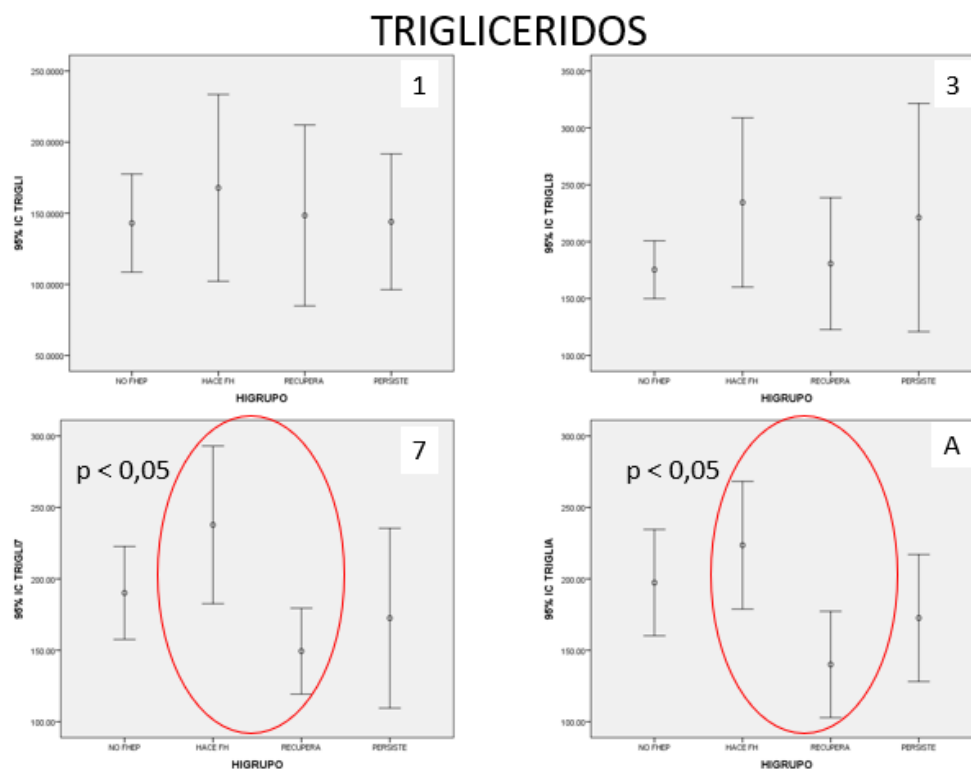 TRIGLICERIDOS
1
250.0000
200.0000
150.0000
100.0000
50.0000
95% IC TRIGLI
NO FHEP HACE FH RECUPERA PERSISTE
HIGRUPO
3
350.00
300.00
250.00
200.00
150.00
100.00
95% IC TRIGLI3
NO FHEP HACE FH RECUPERA PERSISTE
HIGRUPO
7
p < 0,05
300.00
250.00
200.00
150.00
100.00
95% IC TRIGLI7
NO FHEP HACE FH RECUPERA PERSISTE
HIGRUPO
A
p < 0,05
300.00
250.00
200.00
150.00
100.00
95% IC TRIGLIA
NO FHEP HACE FH RECUPERA PERSISTE
HIGRUPO